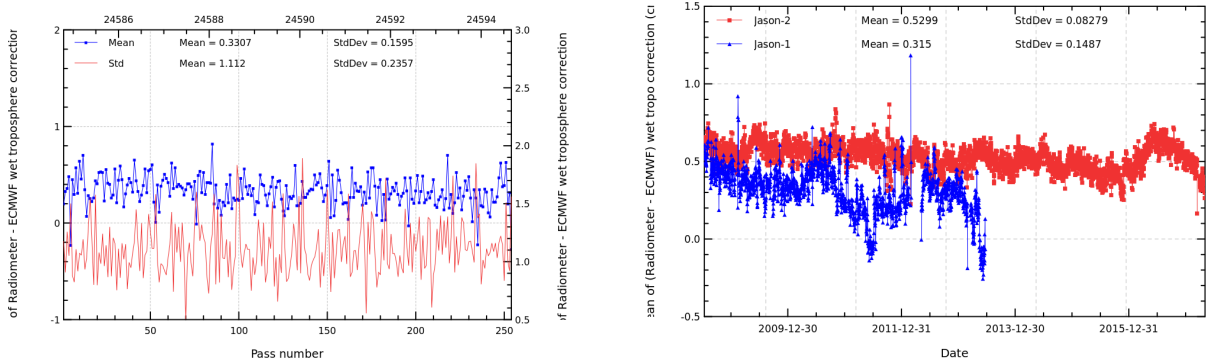 24586 24588 24590 24592 24594
Mean Mean = 0.3307 StdDev = 0.1595
Std Mean = 1.112 StdDev = 0.2357
2
1
0
-1
3.0
2.5
2.0
1.5
1.0
0.5
50 100 150 200 250
Pass number
of Radiometer - ECMWF wet troposphere correction
of Radiometer - ECMWF wet troposphere correction
Jason-2 Mean = 0.5299 StdDev = 0.08279
Jason-1 Mean = 0.315 StdDev = 0.1487
1.5
1.0
0.5
0.0
-0.5
2009-12-30 2011-12-31 2013-12-30 2015-12-31
Date
of (Radiometer - ECMWF) wet tropo correction